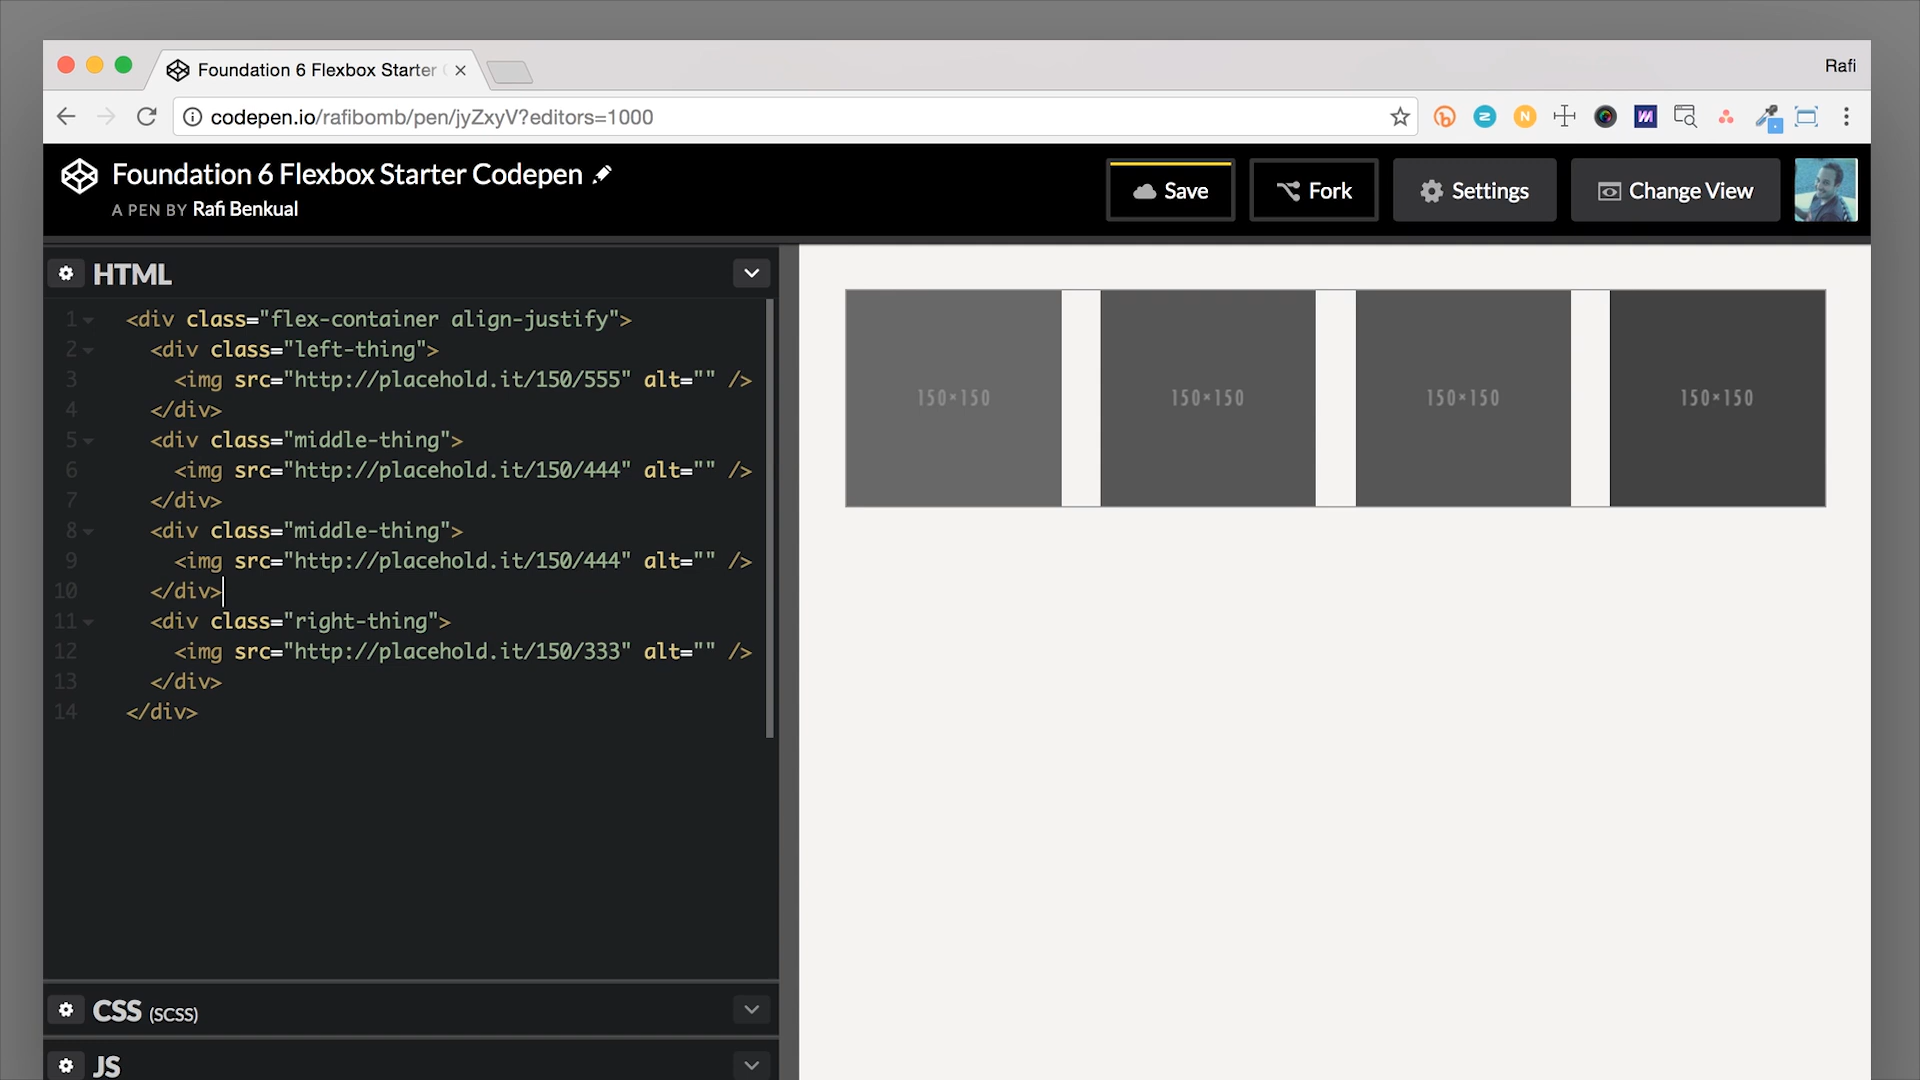 Foundation 6 Flexbox Starter
Rafi
codepen.io/rafibomb/pen/jyZxyV?editors=1000
Foundation 6 Flexbox Starter Codepen
A PEN BY Rafi Benkual
Save
Fork
Settings
Change View
HTML
1 <div class="flex-container align-justify">
2 <div class="left-thing">
3 <img src="http://placehold.it/150/555" alt="" />
4 </div>
5 <div class="middle-thing">
6 <img src="http://placehold.it/150/444" alt="" />
7 </div>
8 <div class="middle-thing">
9 <img src="http://placehold.it/150/444" alt="" />
10 </div>
11 <div class="right-thing">
12 <img src="http://placehold.it/150/333" alt="" />
13 </div>
14 </div>
150×150
150×150
150×150
150×150
CSS (SCSS)
JS